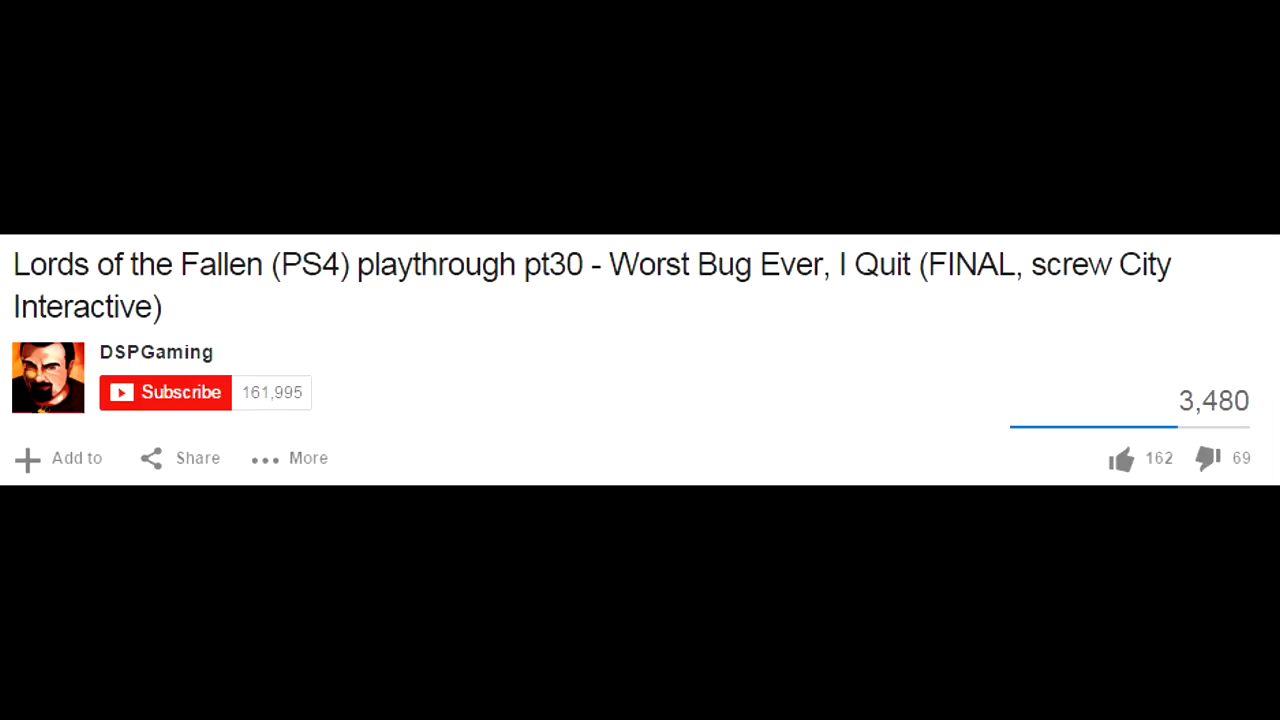 Lords of the Fallen (PS4) playthrough pt30 - Worst Bug Ever, I Quit (FINAL, screw City
Interactive)
DSPGaming
Subscribe 161,995
3,480
Add to Share More 162 69